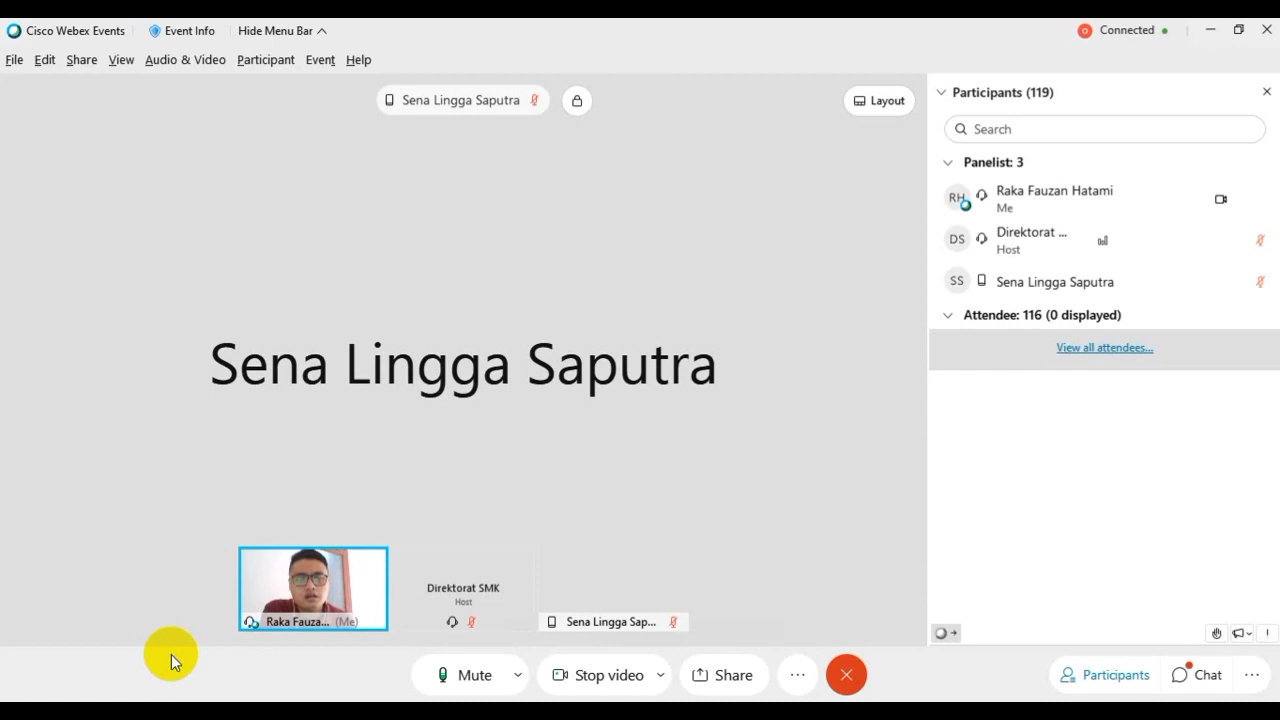 Cisco Webex Events
Event Info
Hide Menu Bar
Connected
File Edit Share View Audio & Video Participant Event Help
Sena Lingga Saputra
Layout
Sena Lingga Saputra
Raka Fauza... (Me)
Direktorat SMK
Host
Sena Lingga Sap...
Participants (119)
Search
Panelist: 3
RH Raka Fauzan Hatami
Me
DS Direktorat ...
Host
SS Sena Lingga Saputra
Attendee: 116 (0 displayed)
View all attendees...
Mute
Stop video
Share
Participants
Chat